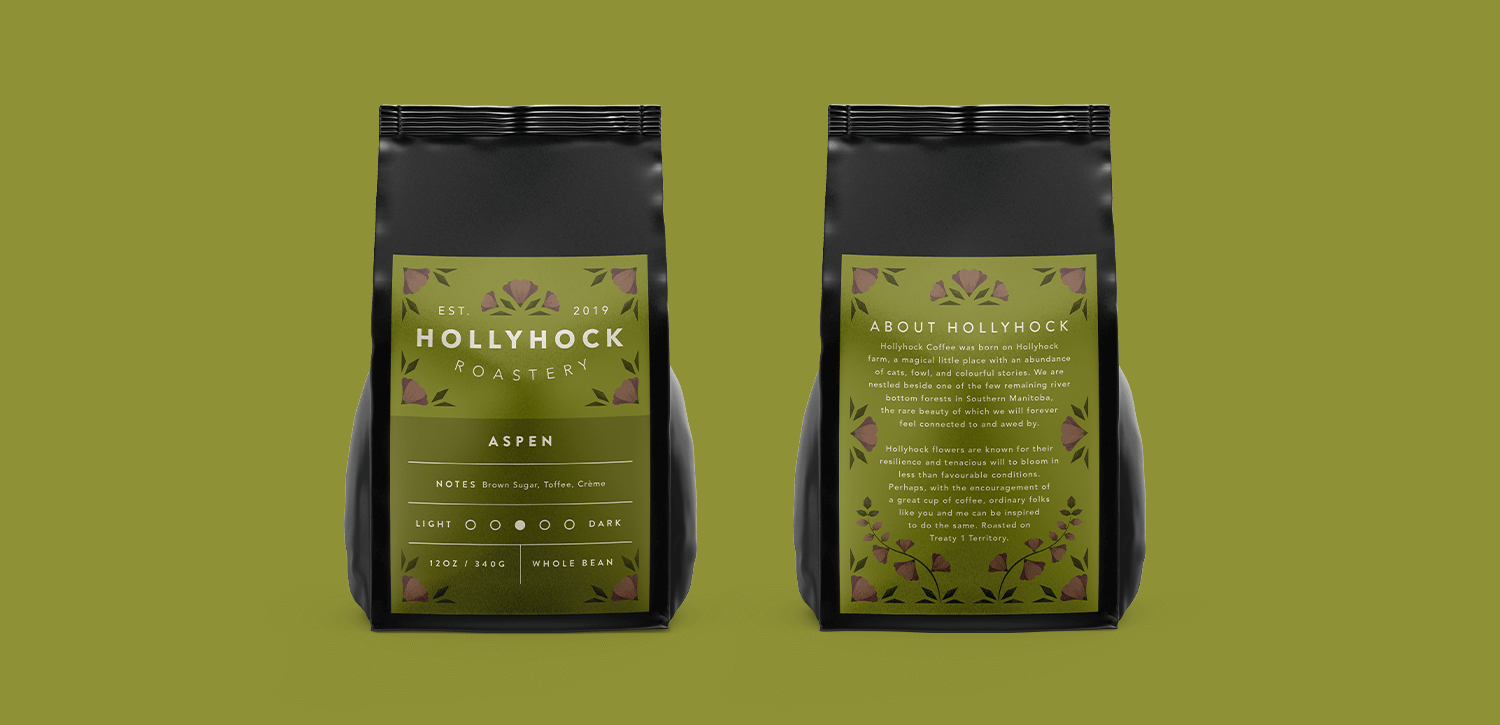 EST. 2019
HOLLYHOCK
ROASTERY
ASPEN
NOTES Brown Sugar, Toffee, Crème
LIGHT DARK
12OZ / 340G WHOLE BEAN
ABOUT HOLLYHOCK
Hollyhock Coffee was born on Hollyhock
farm, a magical little place with an abundance
of cats, fowl, and colourful stories. We are
nestled beside one of the few remaining river
bottom forests in Southern Manitoba,
the rare beauty of which we will forever
feel connected to and awed by.
Hollyhock flowers are known for their
resilience and tenacious will to bloom in
less than favourable conditions.
Perhaps, with the encouragement of
a great cup of coffee, ordinary folks
like you and me can be inspired
to do the same. Roasted on
Treaty 1 Territory.